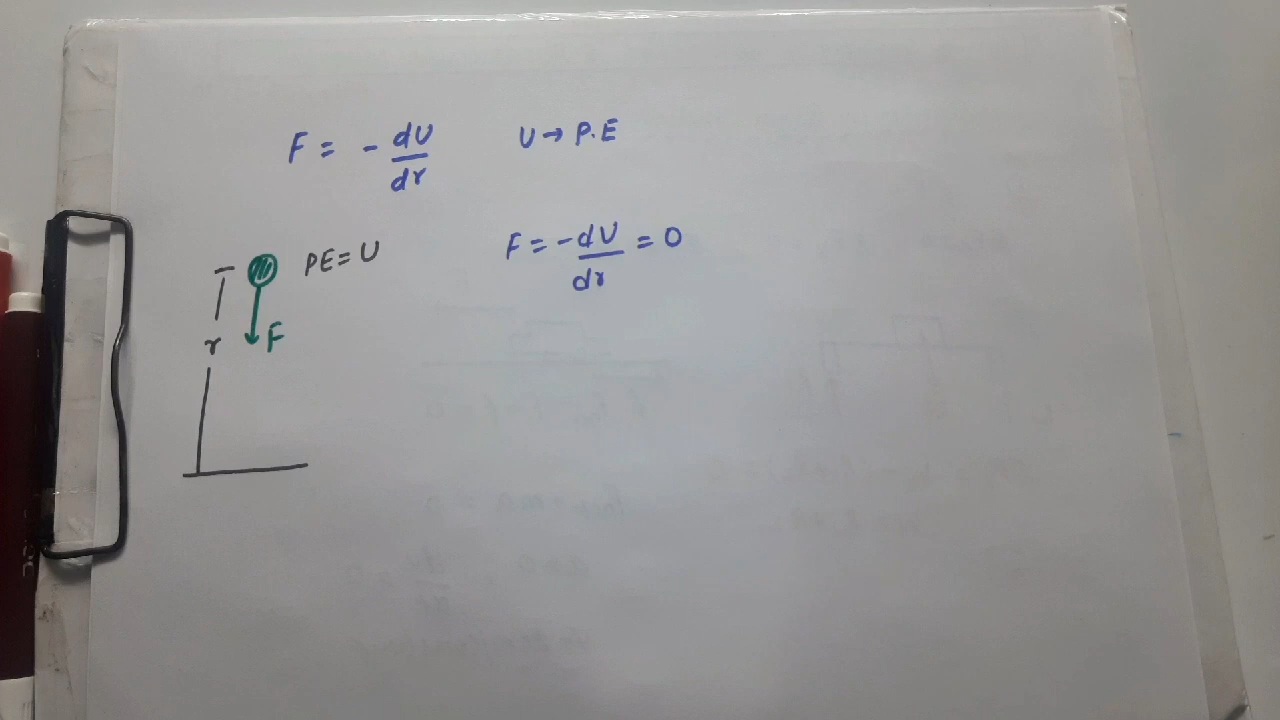 F = - dU/dr U → P.E
PE = U F = - dU/dr = 0
r F